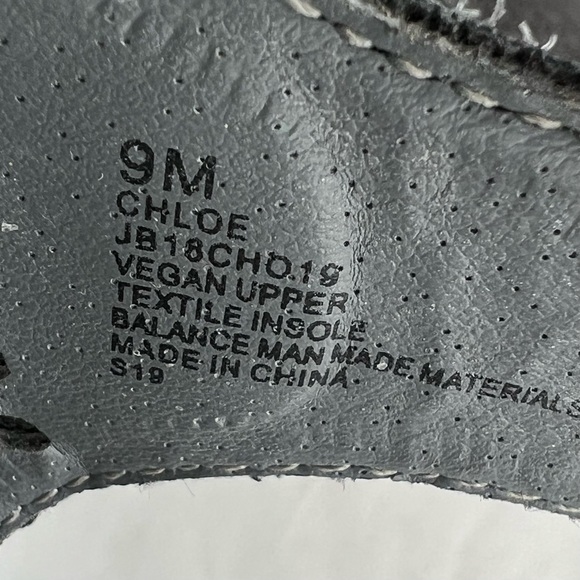 9M
CHLOE
JB18CHO.19
VEGAN UPPER
TEXTILE INSOLE
BALANCE MAN MADE MATERIALS
MADE IN CHINA
S19